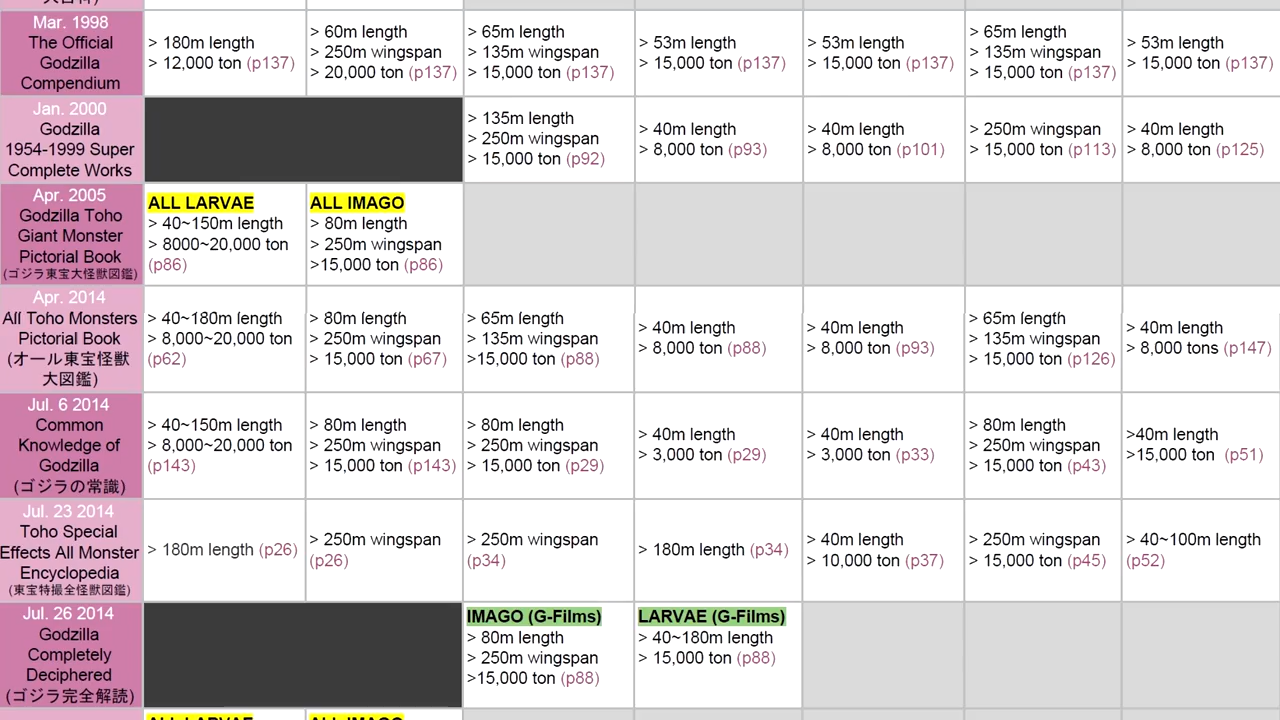 Mar. 1998
The Official
Godzilla
Compendium
> 180m length
> 12,000 ton (p137)
> 60m length
> 250m wingspan
> 20,000 ton (p137)
> 65m length
> 135m wingspan
> 15,000 ton (p137)
> 53m length
> 15,000 ton (p137)
> 53m length
> 15,000 ton (p137)
> 65m length
> 135m wingspan
> 15,000 ton (p137)
> 53m length
> 15,000 ton (p137)
Jan. 2000
Godzilla
1954-1999 Super
Complete Works
> 135m length
> 250m wingspan
> 15,000 ton (p92)
> 40m length
> 8,000 ton (p93)
> 40m length
> 8,000 ton (p101)
> 250m wingspan
> 15,000 ton (p113)
> 40m length
> 8,000 ton (p125)
Apr. 2005
Godzilla Toho
Giant Monster
Pictorial Book
(ゴジラ東宝大怪獣図鑑)
ALL LARVAE
> 40~150m length
> 8000~20,000 ton
(p86)
ALL IMAGO
> 80m length
> 250m wingspan
>15,000 ton (p86)
Apr. 2014
All Toho Monsters
Pictorial Book
(オール東宝怪獣
大図鑑)
> 40~180m length
> 8,000~20,000 ton
(p62)
> 80m length
> 250m wingspan
> 15,000 ton (p67)
> 65m length
> 135m wingspan
>15,000 ton (p88)
> 40m length
> 8,000 ton (p88)
> 40m length
> 8,000 ton (p93)
> 65m length
> 135m wingspan
> 15,000 ton (p126)
> 40m length
> 8,000 tons (p147)
Jul. 6 2014
Common
Knowledge of
Godzilla
(ゴジラの常識)
> 40~150m length
> 8,000~20,000 ton
(p143)
> 80m length
> 250m wingspan
> 15,000 ton (p143)
> 80m length
> 250m wingspan
> 15,000 ton (p29)
> 40m length
> 3,000 ton (p29)
> 40m length
> 3,000 ton (p33)
> 80m length
> 250m wingspan
> 15,000 ton (p43)
>40m length
>15,000 ton (p51)
Jul. 23 2014
Toho Special
Effects All Monster
Encyclopedia
(東宝特撮全怪獣図鑑)
> 180m length (p26)
> 250m wingspan
(p26)
> 250m wingspan
(p34)
> 180m length (p34)
> 40m length
> 10,000 ton (p37)
> 250m wingspan
> 15,000 ton (p45)
> 40~100m length
(p52)
Jul. 26 2014
Godzilla
Completely
Deciphered
(ゴジラ完全解読)
IMAGO (G-Films)
> 80m length
> 250m wingspan
>15,000 ton (p88)
LARVAE (G-Films)
> 40~180m length
> 15,000 ton (p88)
ALL LARVAE
ALL IMAGO